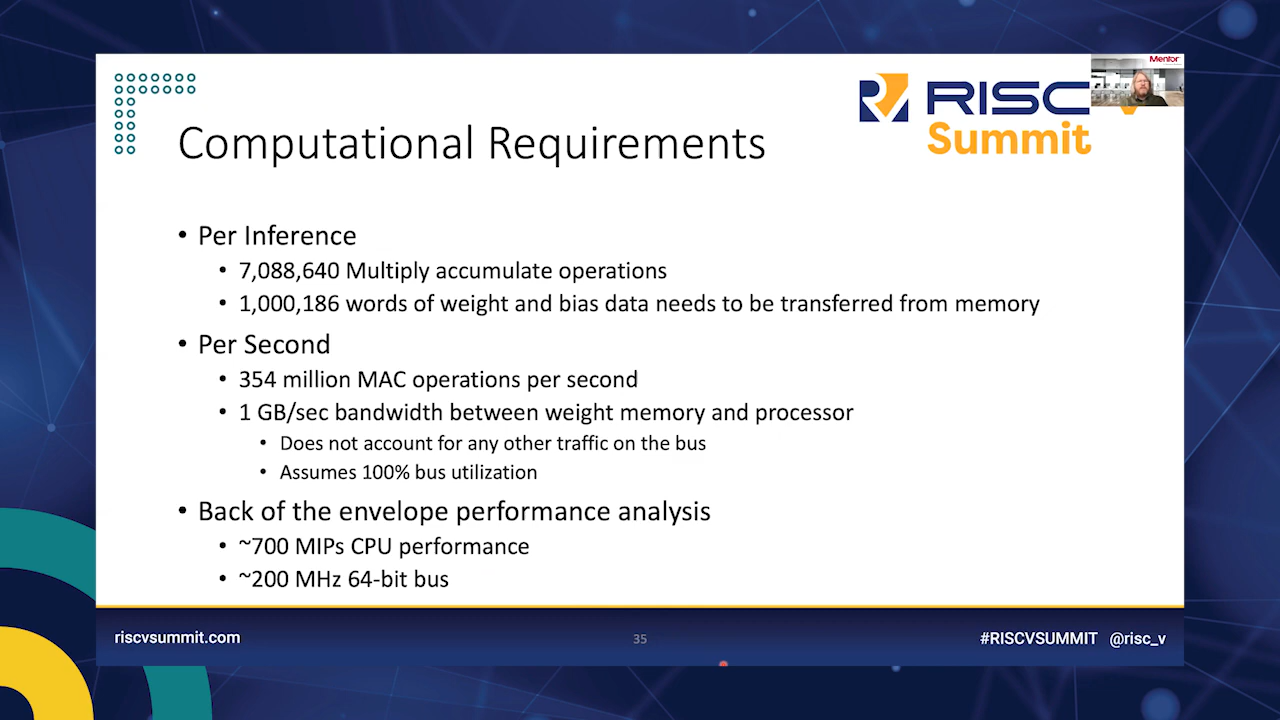 Mentor
RISC
Summit
Computational Requirements
• Per Inference
• 7,088,640 Multiply accumulate operations
• 1,000,186 words of weight and bias data needs to be transferred from memory
• Per Second
• 354 million MAC operations per second
• 1 GB/sec bandwidth between weight memory and processor
• Does not account for any other traffic on the bus
• Assumes 100% bus utilization
• Back of the envelope performance analysis
• ~700 MIPs CPU performance
• ~200 MHz 64-bit bus
riscvsummit.com
35
#RISCVSUMMIT @risc_v